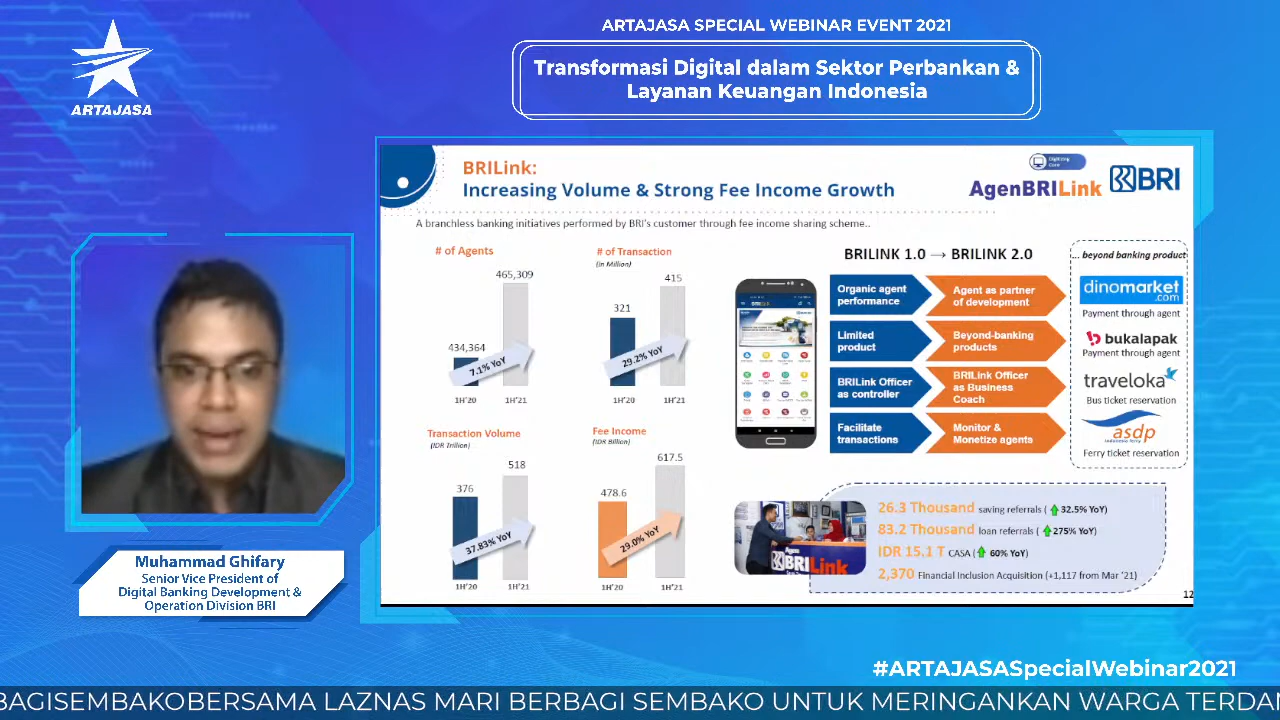 ARTAJASA SPECIAL WEBINAR EVENT 2021
Transformasi Digital dalam Sektor Perbankan &
Layanan Keuangan Indonesia
ARTAJASA
BRILink:
Increasing Volume & Strong Fee Income Growth
Digitizing
Core
AgenBRILink
BRI
A branchless banking initiatives performed by BRI's customer through fee income sharing scheme..
# of Agents
434,364
465,309
7.1% YoY
1H'20
1H'21
# of Transaction
(in Million)
321
415
29.2% YoY
1H'20
1H'21
Transaction Volume
(IDR Trillion)
376
518
37.83% YoY
1H'20
1H'21
Fee Income
(IDR Billion)
478.6
617.5
29.0% YoY
1H'20
1H'21
BRILINK 1.0 → BRILINK 2.0
Organic agent
performance
Agent as partner
of development
Limited
product
Beyond-banking
products
BRILink Officer
as controller
BRILink Officer
as Business
Coach
Facilitate
transactions
Monitor &
Monetize agents
... beyond banking product
dinomarket
.com
Payment through agent
bukalapak
Payment through agent
traveloka
Bus ticket reservation
asdp
Indonesia Ferry
Ferry ticket reservation
BRILink
26.3 Thousand saving referrals ( 32.5% YoY)
83.2 Thousand loan referrals ( 275% YoY)
IDR 15,1 T CASA ( 60% YoY)
2,370 Financial Inclusion Acquisition (+1,117 from Mar '21)
12
Muhammad Ghifary
Senior Vice President of
Digital Banking Development &
Operation Division BRI
#ARTAJASASpecialWebinar2021
BAGISEMBAKOBERSAMA LAZNAS MARI BERBAGI SEMBAKO UNTUK MERINGANKAN WARGA TERDA